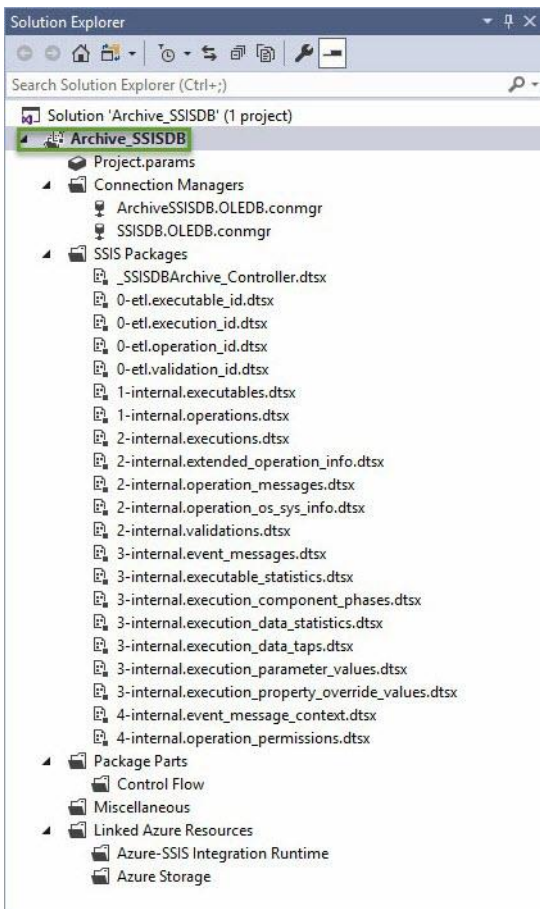 Solution Explorer
Search Solution Explorer (Ctrl+;)
Solution 'Archive_SSISDB' (1 project)
Archive_SSISDB
Project.params
Connection Managers
ArchiveSSISDB.OLEDB.conmgr
SSISDB.OLEDB.conmgr
SSIS Packages
_SSISDBArchive_Controller.dtsx
0-etl.executable_id.dtsx
0-etl.execution_id.dtsx
0-etl.operation_id.dtsx
0-etl.validation_id.dtsx
1-internal.executables.dtsx
1-internal.operations.dtsx
2-internal.executions.dtsx
2-internal.extended_operation_info.dtsx
2-internal.operation_messages.dtsx
2-internal.operation_os_sys_info.dtsx
2-internal.validations.dtsx
3-internal.event_messages.dtsx
3-internal.executable_statistics.dtsx
3-internal.execution_component_phases.dtsx
3-internal.execution_data_statistics.dtsx
3-internal.execution_data_taps.dtsx
3-internal.execution_parameter_values.dtsx
3-internal.execution_property_override_values.dtsx
4-internal.event_message_context.dtsx
4-internal.operation_permissions.dtsx
Package Parts
Control Flow
Miscellaneous
Linked Azure Resources
Azure-SSIS Integration Runtime
Azure Storage